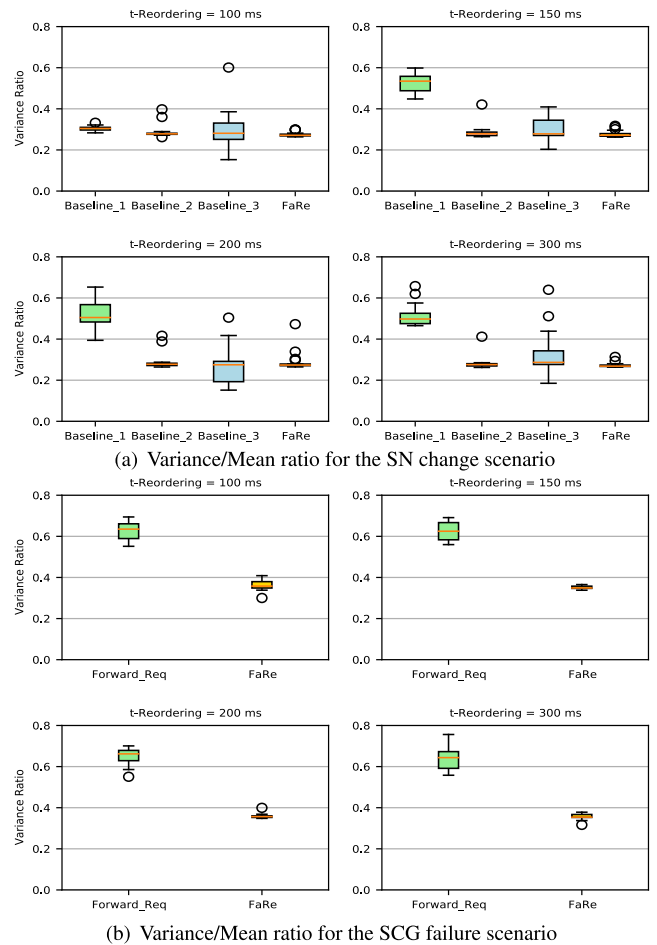 t-Reordering = 100 ms
t-Reordering = 150 ms
Variance Ratio
0.8
0.6
0.4
0.2
0.0
Baseline_1 Baseline_2 Baseline_3 FaRe
0.8
0.6
0.4
0.2
0.0
Baseline_1 Baseline_2 Baseline_3 FaRe
t-Reordering = 200 ms
t-Reordering = 300 ms
Variance Ratio
0.8
0.6
0.4
0.2
0.0
Baseline_1 Baseline_2 Baseline_3 FaRe
0.8
0.6
0.4
0.2
0.0
Baseline_1 Baseline_2 Baseline_3 FaRe
(a) Variance/Mean ratio for the SN change scenario
t-Reordering = 100 ms
t-Reordering = 150 ms
Variance Ratio
0.8
0.6
0.4
0.2
0.0
Forward_Req FaRe
0.8
0.6
0.4
0.2
0.0
Forward_Req FaRe
t-Reordering = 200 ms
t-Reordering = 300 ms
Variance Ratio
0.8
0.6
0.4
0.2
0.0
Forward_Req FaRe
0.8
0.6
0.4
0.2
0.0
Forward_Req FaRe
(b) Variance/Mean ratio for the SCG failure scenario